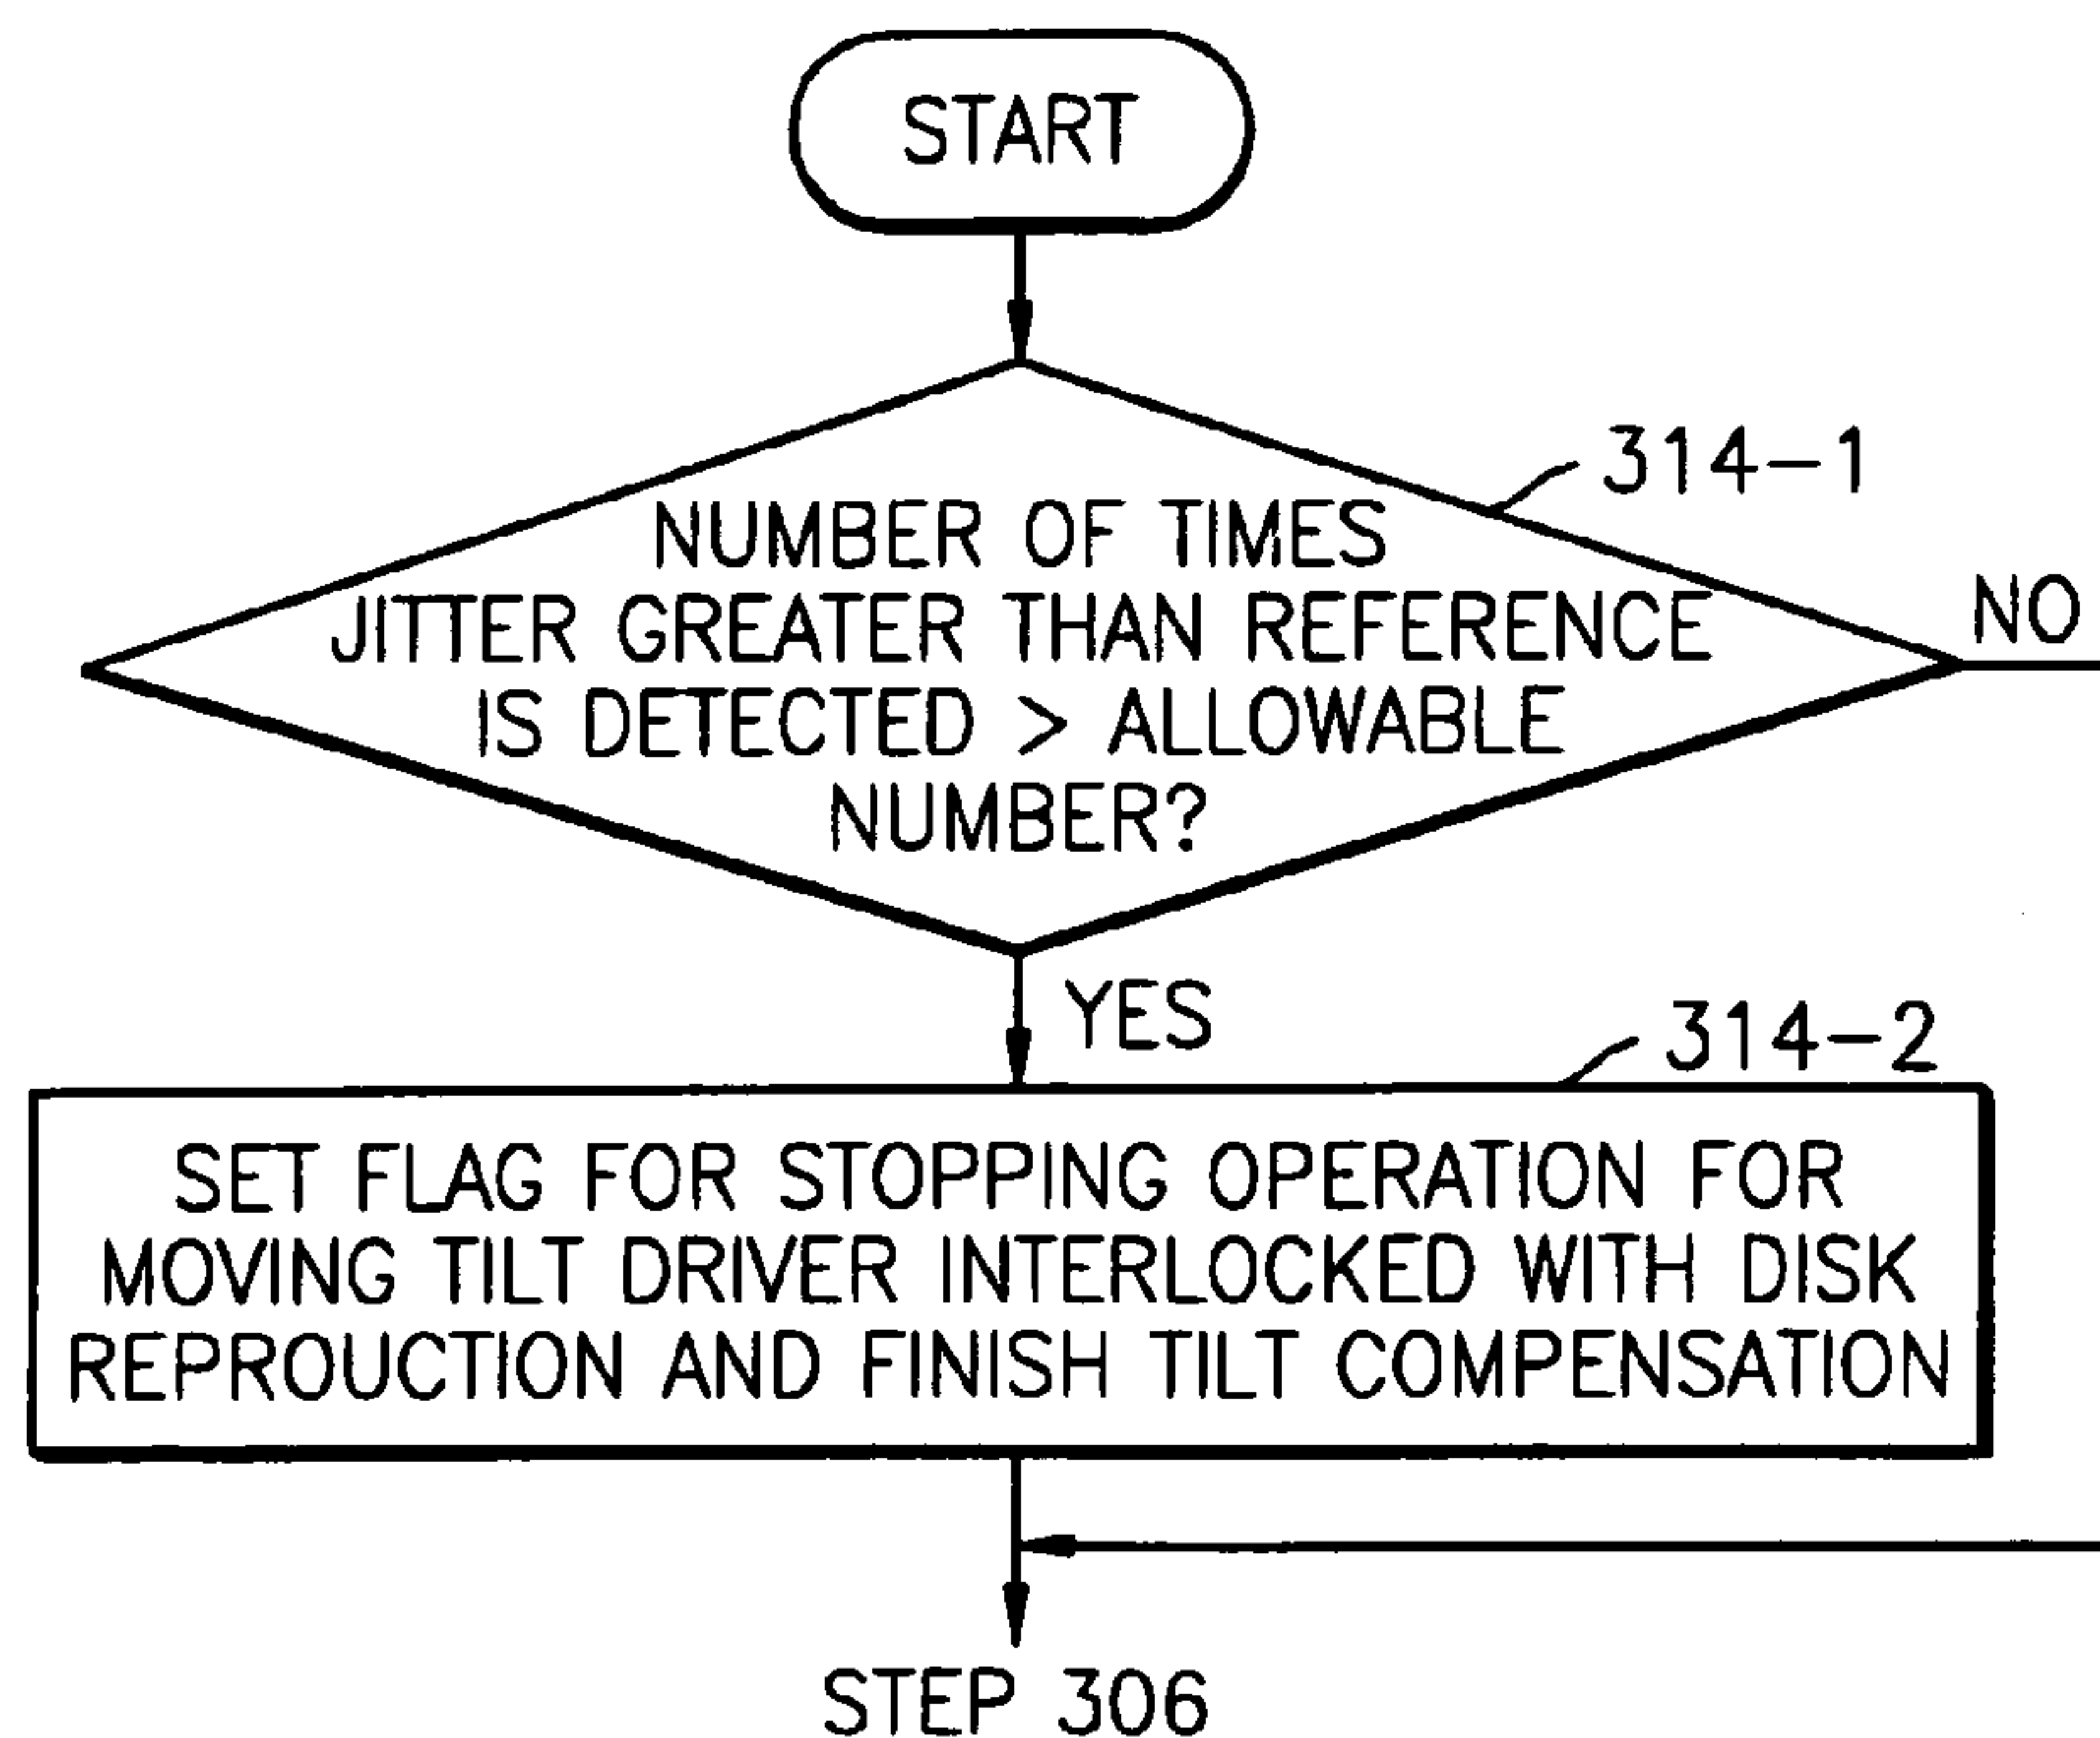 START
314-1
NUMBER OF TIMES
JITTER GREATER THAN REFERENCE
IS DETECTED > ALLOWABLE
NUMBER?
NO
YES
314-2
SET FLAG FOR STOPPING OPERATION FOR
MOVING TILT DRIVER INTERLOCKED WITH DISK
REPROUCTION AND FINISH TILT COMPENSATION
STEP 306